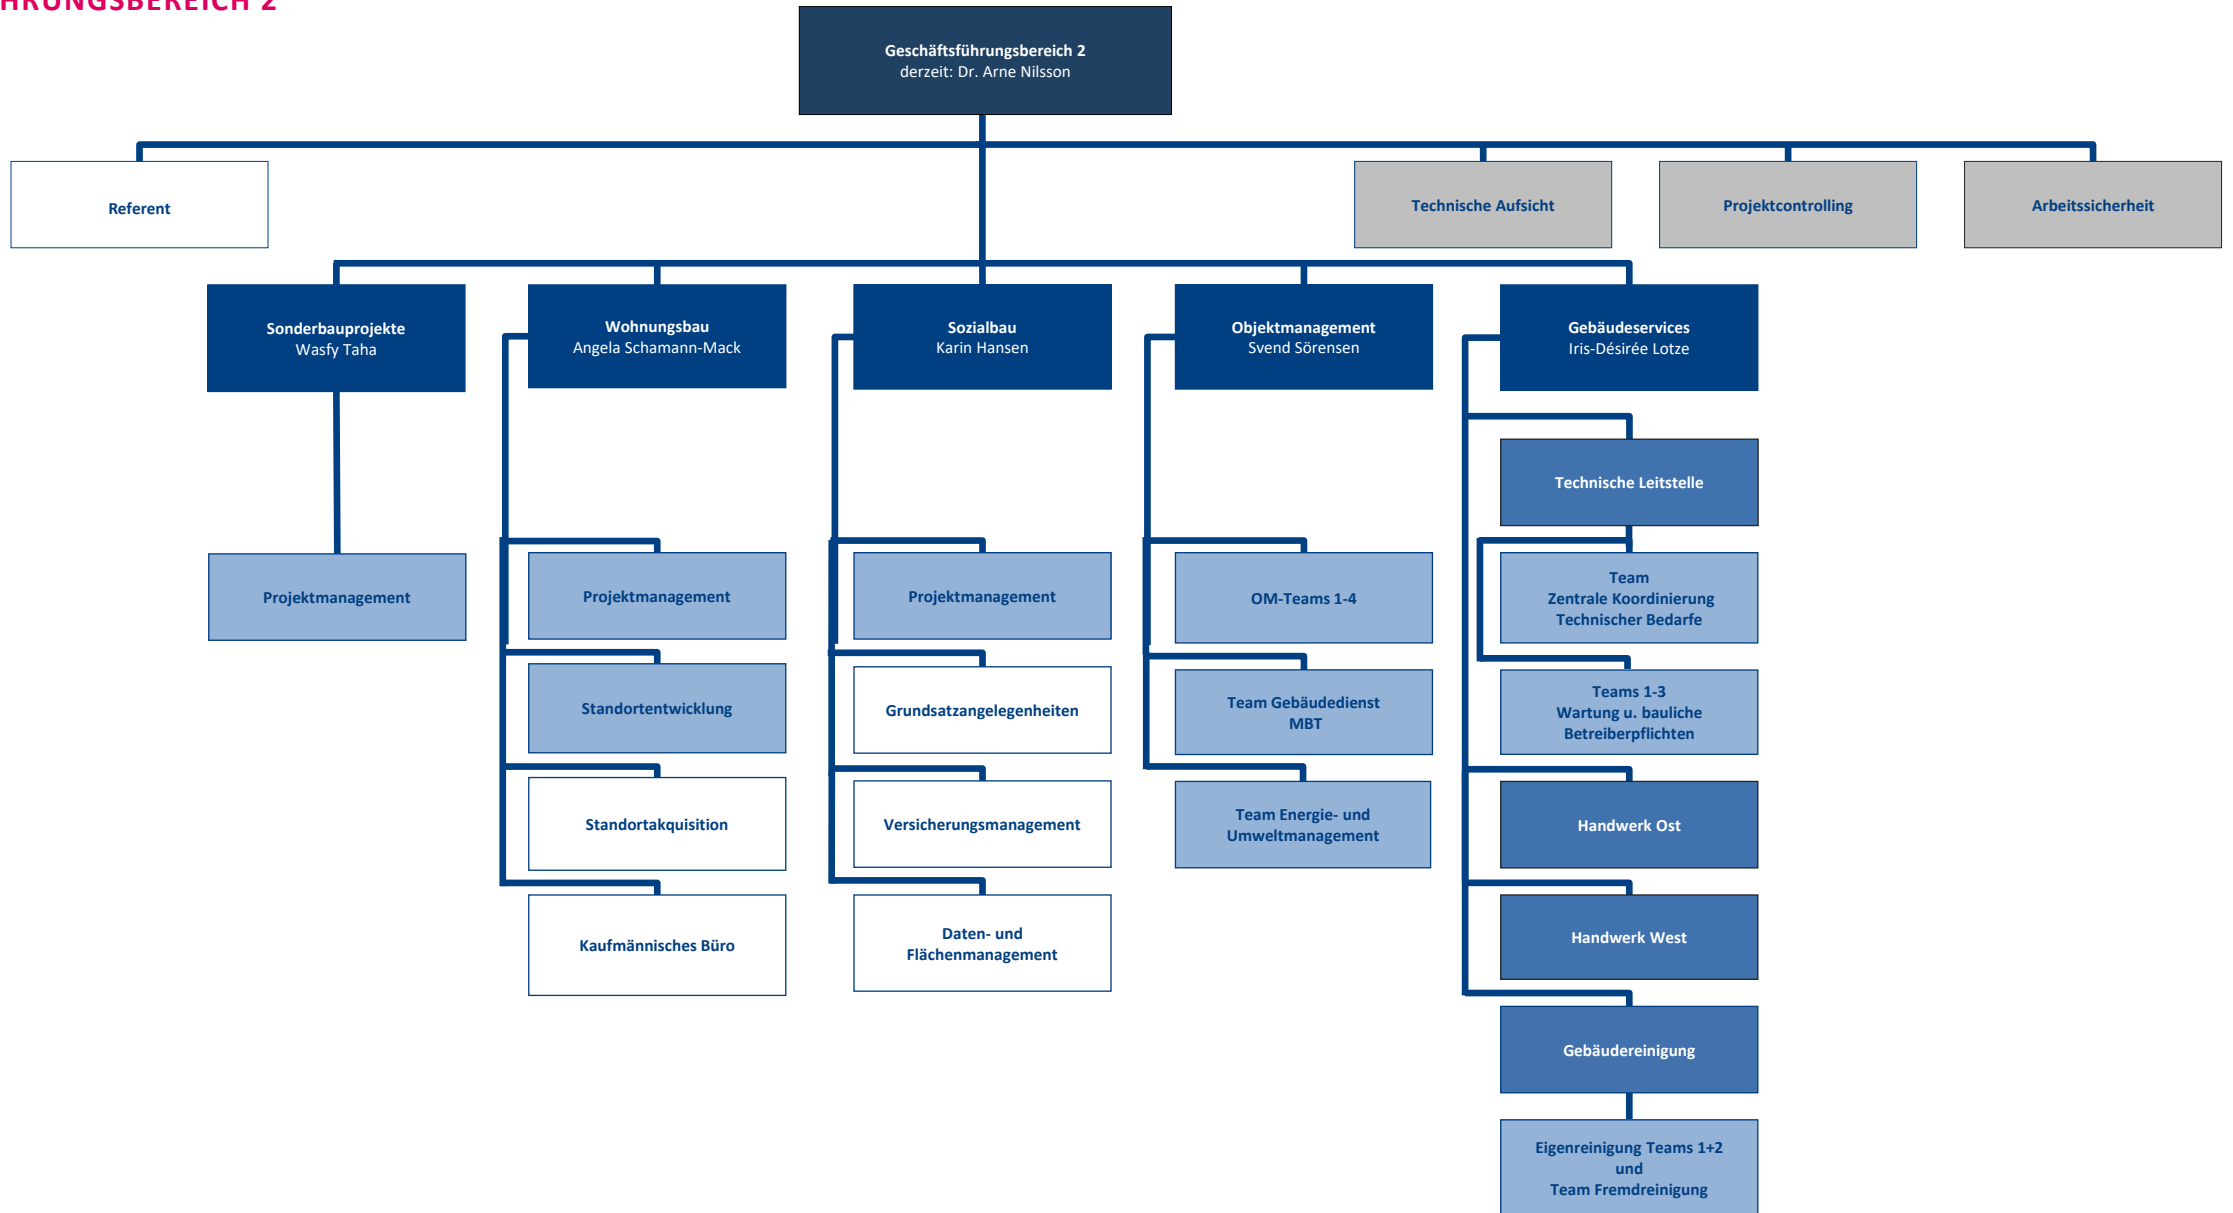 HRUNGSBEREICH 2
Geschäftsführungsbereich 2
derzeit: Dr. Arne Nilsson
Referent
Technische Aufsicht
Projektcontrolling
Arbeitssicherheit
Sonderbauprojekte
Wasfy Taha
Wohnungsbau
Angela Schamann-Mack
Sozialbau
Karin Hansen
Objektmanagement
Svend Sörensen
Gebäudeservices
Iris-Désirée Lotze
Technische Leitstelle
Projektmanagement
Projektmanagement
Projektmanagement
OM-Teams 1-4
Team
Zentrale Koordinierung
Technischer Bedarfe
Standortentwicklung
Grundsatzangelegenheiten
Team Gebäudedienst
MBT
Teams 1-3
Wartung u. bauliche
Betreiberpflichten
Standortakquisition
Versicherungsmanagement
Team Energie- und
Umweltmanagement
Handwerk Ost
Kaufmännisches Büro
Daten- und
Flächenmanagement
Handwerk West
Gebäudereinigung
Eigenreinigung Teams 1+2
und
Team Fremdreinigung